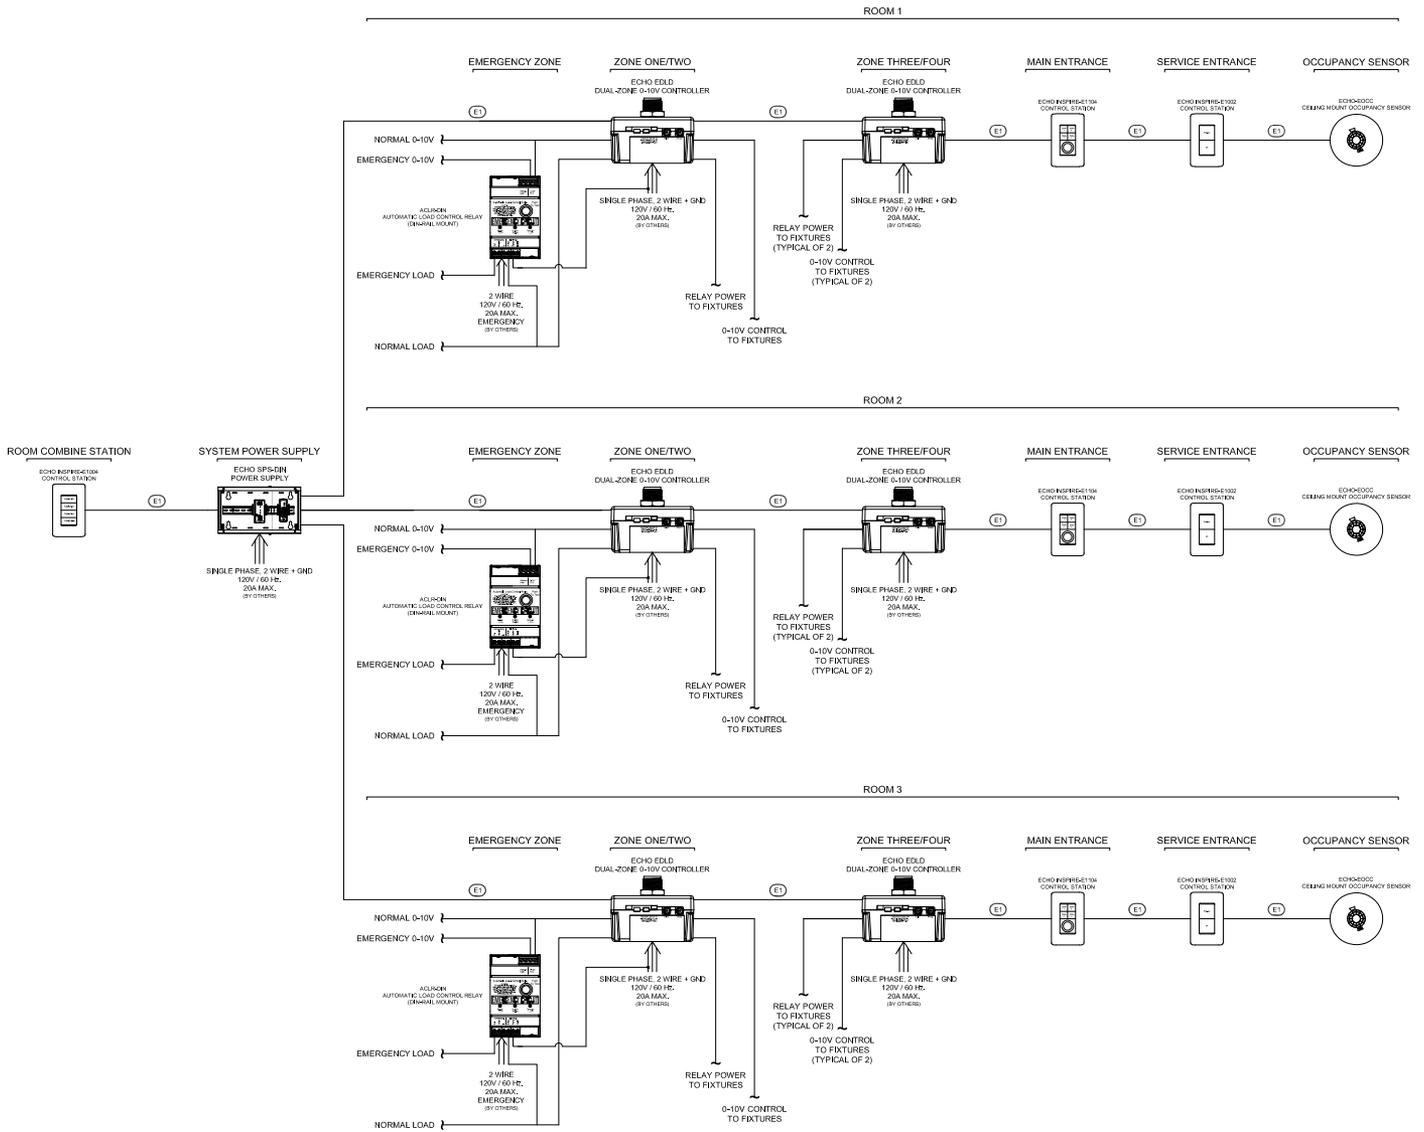 ROOM 1
EMERGENCY ZONE
ZONE ONE/TWO
ZONE THREE/FOUR
MAIN ENTRANCE
SERVICE ENTRANCE
OCCUPANCY SENSOR
ECHO EDLD
DUAL-ZONE 0-10V CONTROLLER
ECHO EDLD
DUAL-ZONE 0-10V CONTROLLER
ECHO INSPIRE-E1104
CONTROL STATION
ECHO INSPIRE-E1002
CONTROL STATION
ECHO-EOCC
CEILING MOUNT OCCUPANCY SENSOR
E1
E1
E1
E1
E1
NORMAL 0-10V
EMERGENCY 0-10V
ACLR-DIN
AUTOMATIC LOAD CONTROL RELAY
(DIN-RAIL MOUNT)
SINGLE PHASE, 2 WIRE + GND
120V / 60 Hz.
20A MAX.
(BY OTHERS)
SINGLE PHASE, 2 WIRE + GND
120V / 60 Hz.
20A MAX.
(BY OTHERS)
RELAY POWER
TO FIXTURES
(TYPICAL OF 2)
0-10V CONTROL
TO FIXTURES
(TYPICAL OF 2)
EMERGENCY LOAD
2 WIRE
120V / 60 Hz.
20A MAX.
EMERGENCY
(BY OTHERS)
RELAY POWER
TO FIXTURES
0-10V CONTROL
TO FIXTURES
NORMAL LOAD
ROOM 2
ROOM COMBINE STATION
SYSTEM POWER SUPPLY
EMERGENCY ZONE
ZONE ONE/TWO
ZONE THREE/FOUR
MAIN ENTRANCE
SERVICE ENTRANCE
OCCUPANCY SENSOR
ECHO INSPIRE-E1004
CONTROL STATION
ECHO SPS-DIN
POWER SUPPLY
ECHO EDLD
DUAL-ZONE 0-10V CONTROLLER
ECHO EDLD
DUAL-ZONE 0-10V CONTROLLER
ECHO INSPIRE-E1104
CONTROL STATION
ECHO INSPIRE-E1002
CONTROL STATION
ECHO-EOCC
CEILING MOUNT OCCUPANCY SENSOR
E1
E1
E1
E1
E1
E1
SINGLE PHASE, 2 WIRE + GND
120V / 60 Hz.
20A MAX.
(BY OTHERS)
NORMAL 0-10V
EMERGENCY 0-10V
ACLR-DIN
AUTOMATIC LOAD CONTROL RELAY
(DIN-RAIL MOUNT)
SINGLE PHASE, 2 WIRE + GND
120V / 60 Hz.
20A MAX.
(BY OTHERS)
SINGLE PHASE, 2 WIRE + GND
120V / 60 Hz.
20A MAX.
(BY OTHERS)
RELAY POWER
TO FIXTURES
(TYPICAL OF 2)
0-10V CONTROL
TO FIXTURES
(TYPICAL OF 2)
EMERGENCY LOAD
2 WIRE
120V / 60 Hz.
20A MAX.
EMERGENCY
(BY OTHERS)
RELAY POWER
TO FIXTURES
0-10V CONTROL
TO FIXTURES
NORMAL LOAD
ROOM 3
EMERGENCY ZONE
ZONE ONE/TWO
ZONE THREE/FOUR
MAIN ENTRANCE
SERVICE ENTRANCE
OCCUPANCY SENSOR
ECHO EDLD
DUAL-ZONE 0-10V CONTROLLER
ECHO EDLD
DUAL-ZONE 0-10V CONTROLLER
ECHO INSPIRE-E1104
CONTROL STATION
ECHO INSPIRE-E1002
CONTROL STATION
ECHO-EOCC
CEILING MOUNT OCCUPANCY SENSOR
E1
E1
E1
E1
E1
NORMAL 0-10V
EMERGENCY 0-10V
ACLR-DIN
AUTOMATIC LOAD CONTROL RELAY
(DIN-RAIL MOUNT)
SINGLE PHASE, 2 WIRE + GND
120V / 60 Hz.
20A MAX.
(BY OTHERS)
SINGLE PHASE, 2 WIRE + GND
120V / 60 Hz.
20A MAX.
(BY OTHERS)
RELAY POWER
TO FIXTURES
(TYPICAL OF 2)
0-10V CONTROL
TO FIXTURES
(TYPICAL OF 2)
EMERGENCY LOAD
2 WIRE
120V / 60 Hz.
20A MAX.
EMERGENCY
(BY OTHERS)
RELAY POWER
TO FIXTURES
0-10V CONTROL
TO FIXTURES
NORMAL LOAD